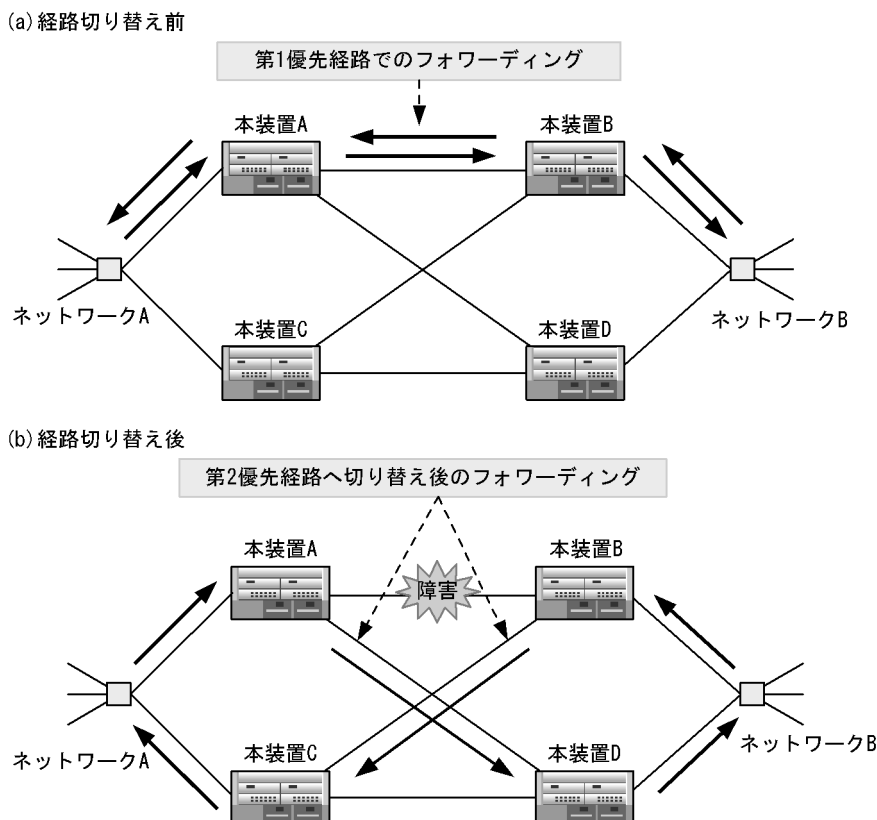 (a)経路切り替え前
第1優先経路でのフォワーディング
本装置A
本装置B
ネットワークA
ネットワークB
本装置C
本装置D
(b)経路切り替え後
第2優先経路へ切り替え後のフォワーディング
本装置A
本装置B
障害
ネットワークA
ネットワークB
本装置C
本装置D